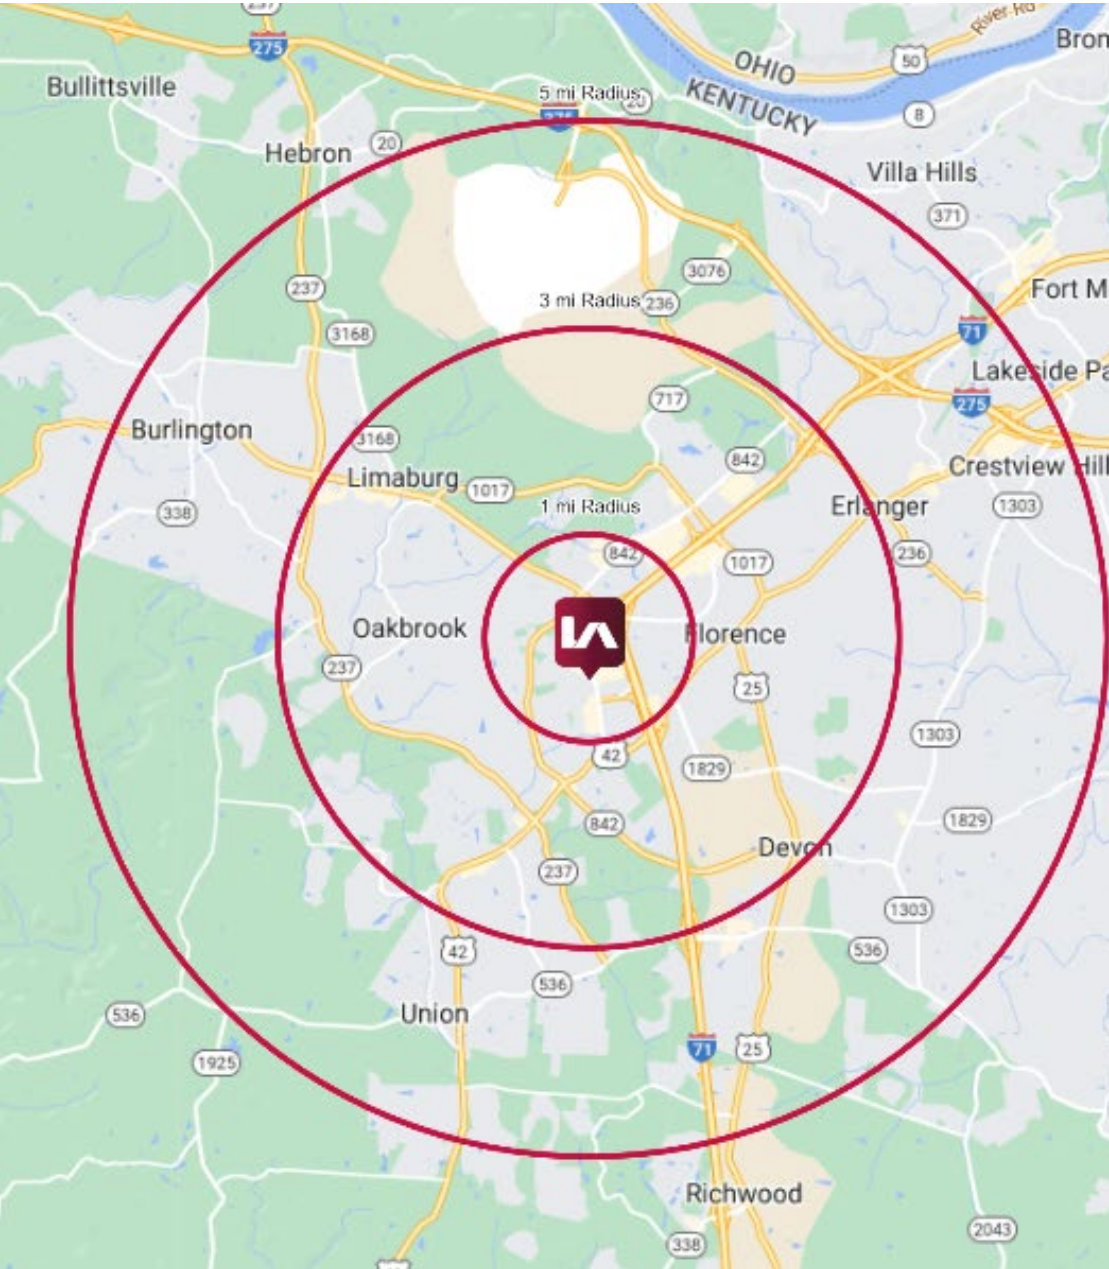 237
275
River Rd
Bullittsville
OHIO
50
Bron
5 mi Radius
20
275
KENTUCKY
8
20
Hebron
Villa Hills
371
3076
237
3 mi Radius
236
Fort M
3168
71
Lakeside Pa
717
275
Burlington
3168
842
Limaburg
1017
Crestview Hill
338
1 mi Radius
Erlanger
1303
842
1017
236
Oakbrook
LA
Florence
237
25
1303
42
1829
842
1829
Devon
237
1303
42
536
536
Union
536
71
25
1925
Richwood
338
2043